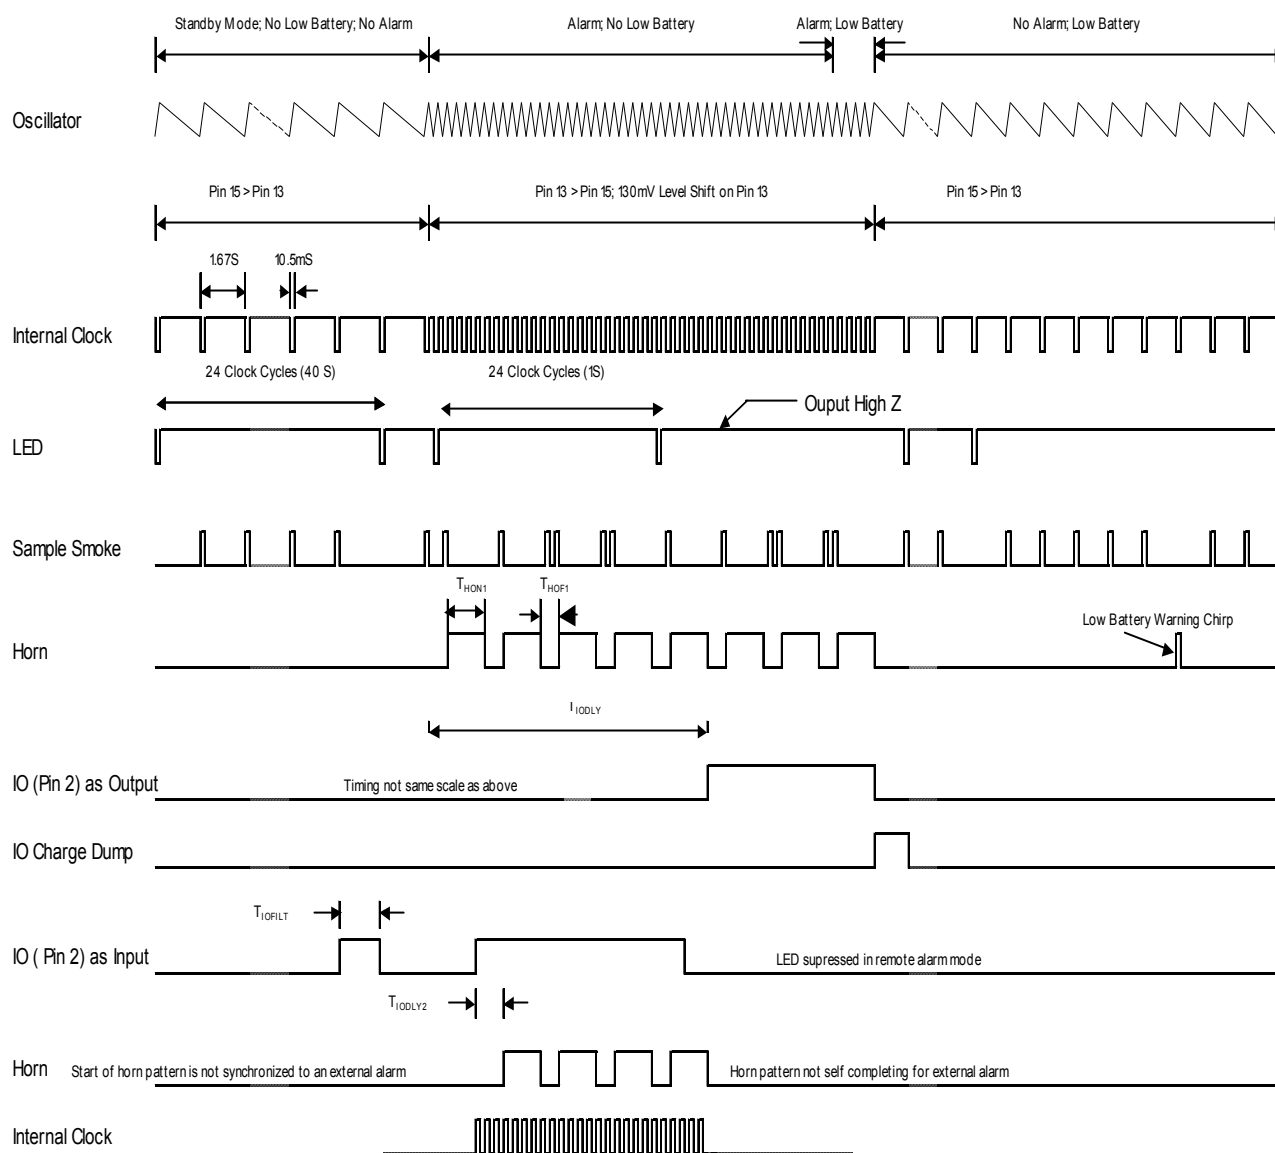 Standby Mode; No Low Battery; No Alarm
Alarm; No Low Battery
Alarm; Low Battery
No Alarm; Low Battery
Oscillator
Pin 15 > Pin 13
Pin 13 > Pin 15; 130mV Level Shift on Pin 13
Pin 15 > Pin 13
1.67S
10.5mS
Internal Clock
24 Clock Cycles (40 S)
24 Clock Cycles (1S)
Ouput High Z
LED
Sample Smoke
THON1
THOF1
Low Battery Warning Chirp
Horn
IIODLY
IO (Pin 2) as Output
Timing not same scale as above
IO Charge Dump
TIOFILT
IO ( Pin 2) as Input
LED supressed in remote alarm mode
TIODLY2
Horn
Start of horn pattern is not synchronized to an external alarm
Horn pattern not self completing for external alarm
Internal Clock